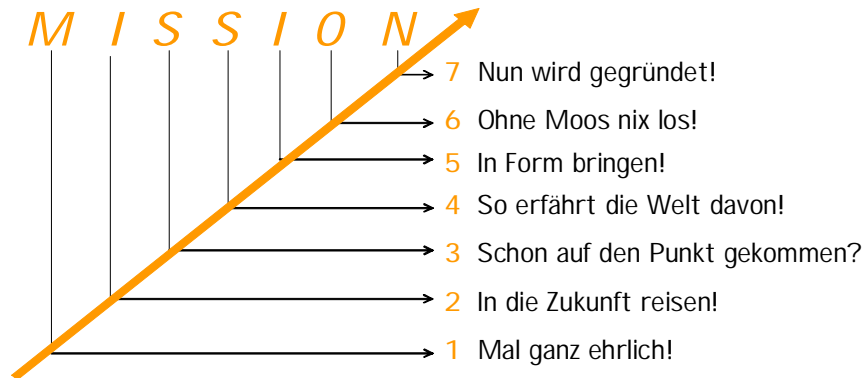 M I S S I O N
7 Nun wird gegründet!
6 Ohne Moos nix los!
5 In Form bringen!
4 So erfährt die Welt davon!
3 Schon auf den Punkt gekommen?
2 In die Zukunft reisen!
1 Mal ganz ehrlich!